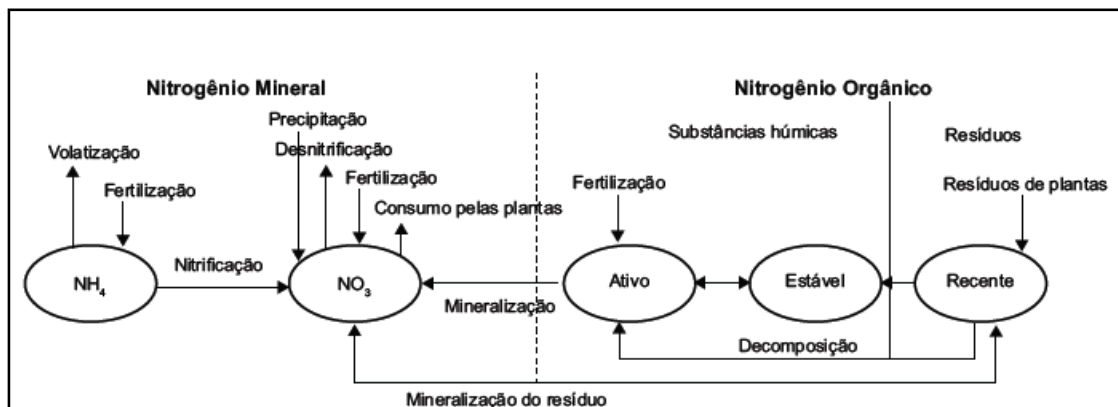 Nitrogênio Mineral
Nitrogênio Orgânico
Precipitação
Substâncias húmicas
Resíduos
Volatização
Desnitrificação
Fertilização
Fertilização
Fertilização
Resíduos de plantas
Consumo pelas plantas
Nitrificação
NH₄
NO₃
Ativo
Estável
Recente
Mineralização
Decomposição
Mineralização do resíduo